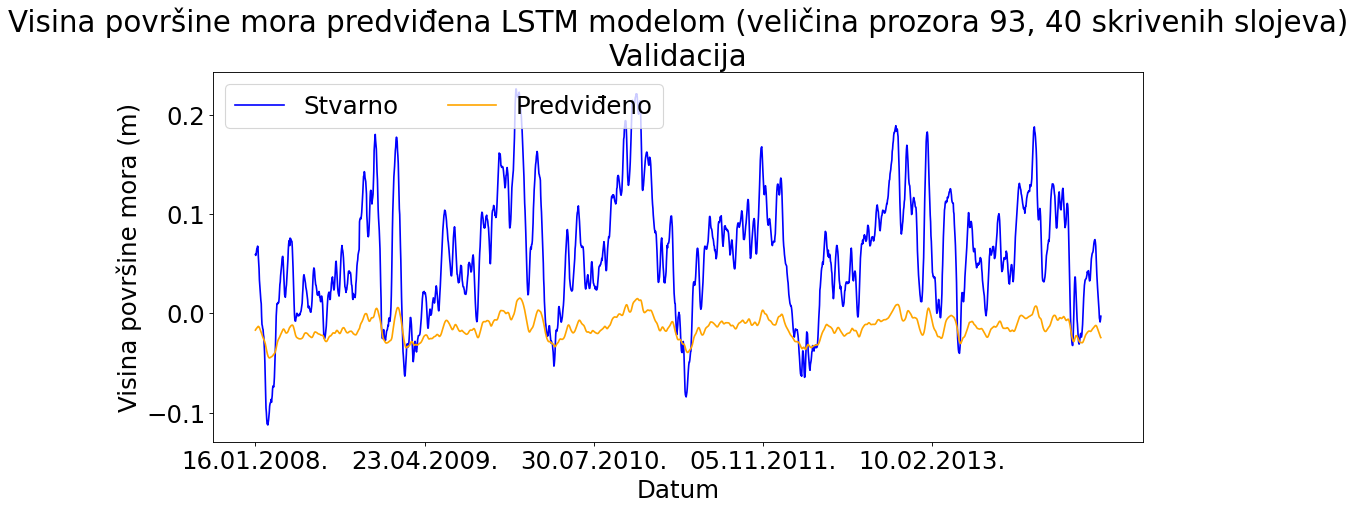 Visina površine mora predviđena LSTM modelom (veličina prozora 93, 40 skrivenih slojeva)
Validacija
Stvarno Predviđeno
Visina površine mora (m)
0.2
0.1
0.0
−0.1
16.01.2008. 23.04.2009. 30.07.2010. 05.11.2011. 10.02.2013.
Datum